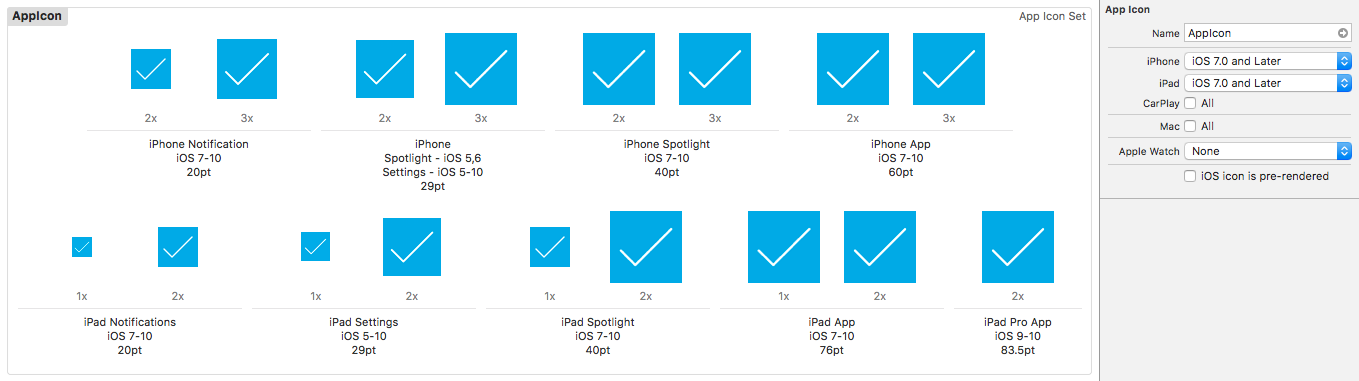 AppIcon
App Icon Set
2x
3x
2x
3x
2x
3x
2x
3x
iPhone Notification
iOS 7-10
20pt
iPhone
Spotlight - iOS 5,6
Settings - iOS 5-10
29pt
iPhone Spotlight
iOS 7-10
40pt
iPhone App
iOS 7-10
60pt
1x
2x
1x
2x
1x
2x
1x
2x
2x
iPad Notifications
iOS 7-10
20pt
iPad Settings
iOS 5-10
29pt
iPad Spotlight
iOS 7-10
40pt
iPad App
iOS 7-10
76pt
iPad Pro App
iOS 9-10
83.5pt
App Icon
Name AppIcon
iPhone iOS 7.0 and Later
iPad iOS 7.0 and Later
CarPlay All
Mac All
Apple Watch None
iOS icon is pre-rendered